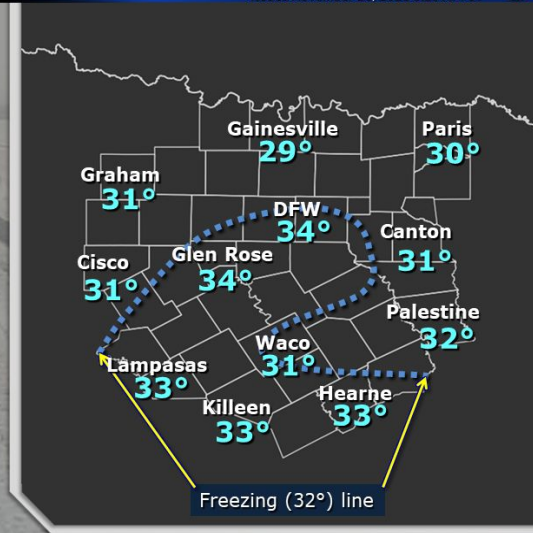 Gainesville
29°
Paris
30°
Graham
31°
DFW
34°
Canton
31°
Glen Rose
34°
Cisco
31°
Palestine
32°
Waco
31°
Lampasas
33°
Hearne
33°
Killeen
33°
Freezing (32°) line